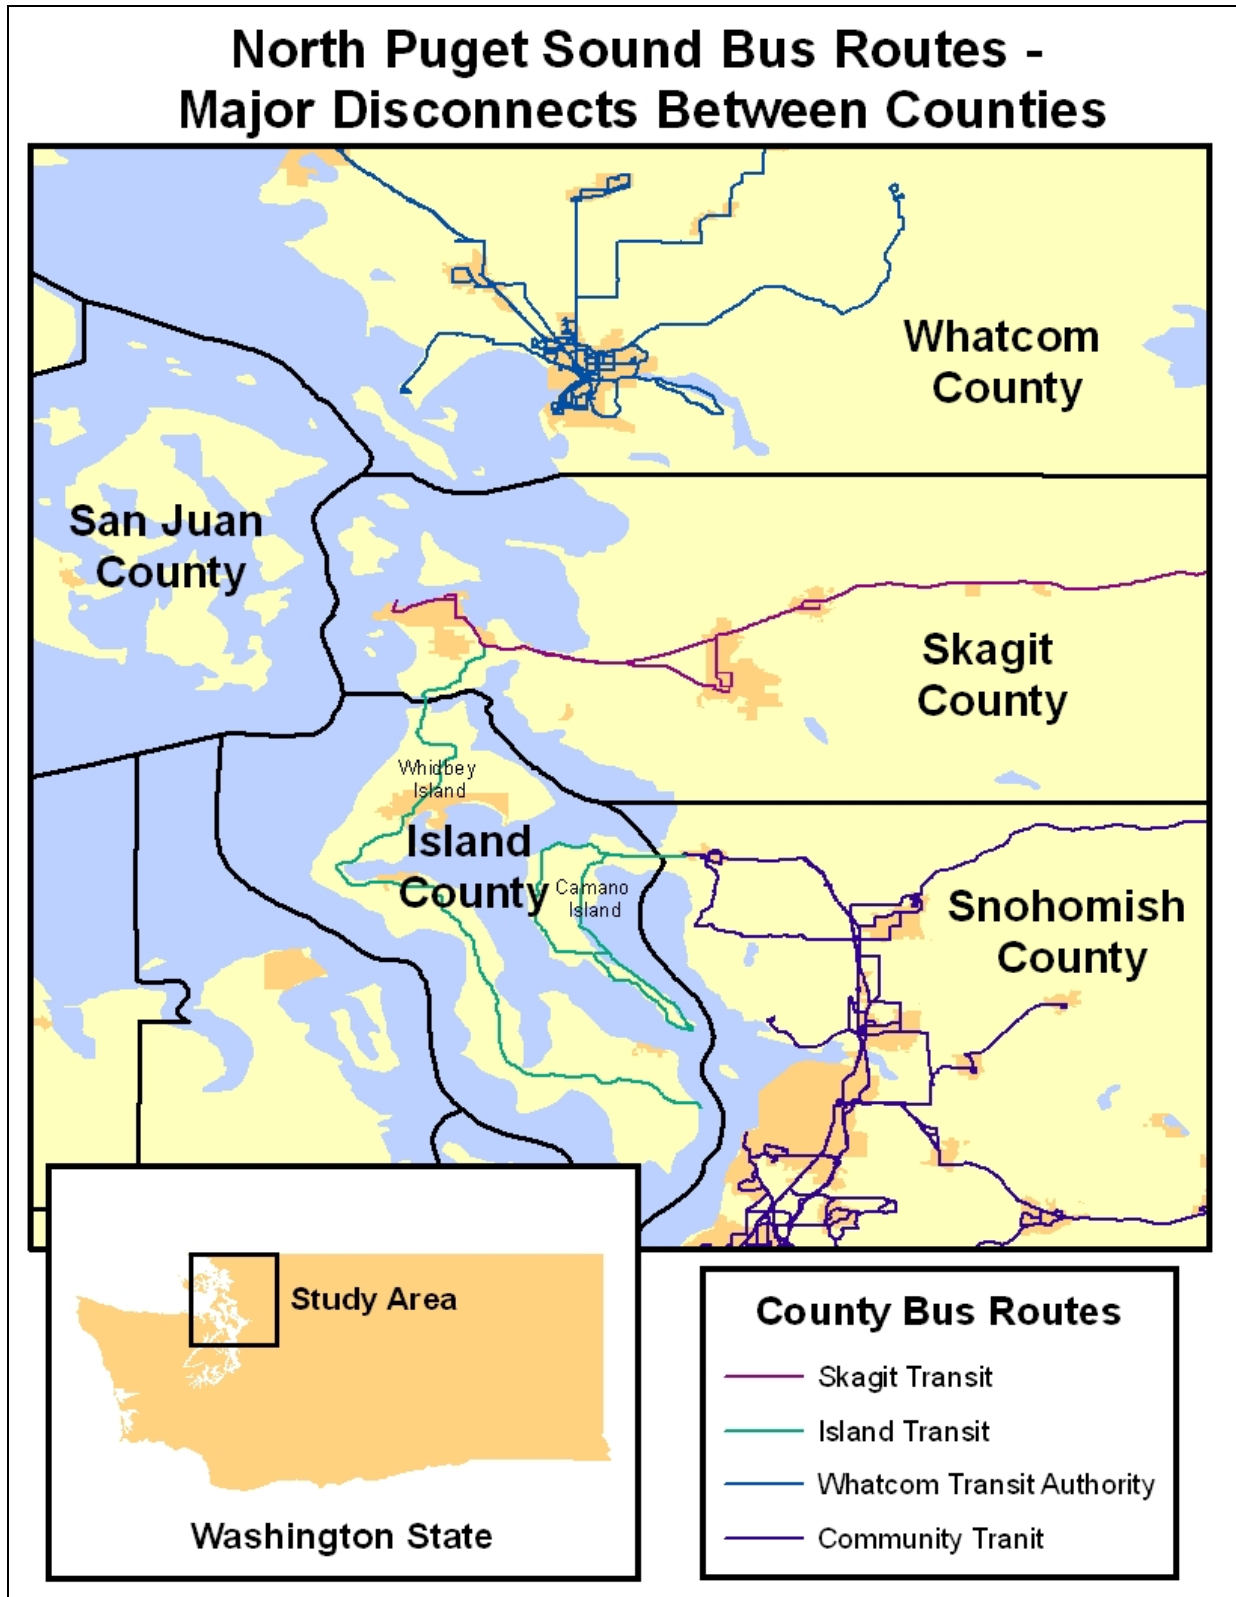 North Puget Sound Bus Routes -
Major Disconnects Between Counties
Whatcom
County
San Juan
County
Skagit
County
Whidbey
Island
Island
County
Camano
Island
Snohomish
County
Study Area
Washington State
County Bus Routes
Skagit Transit
Island Transit
Whatcom Transit Authority
Community Tranit